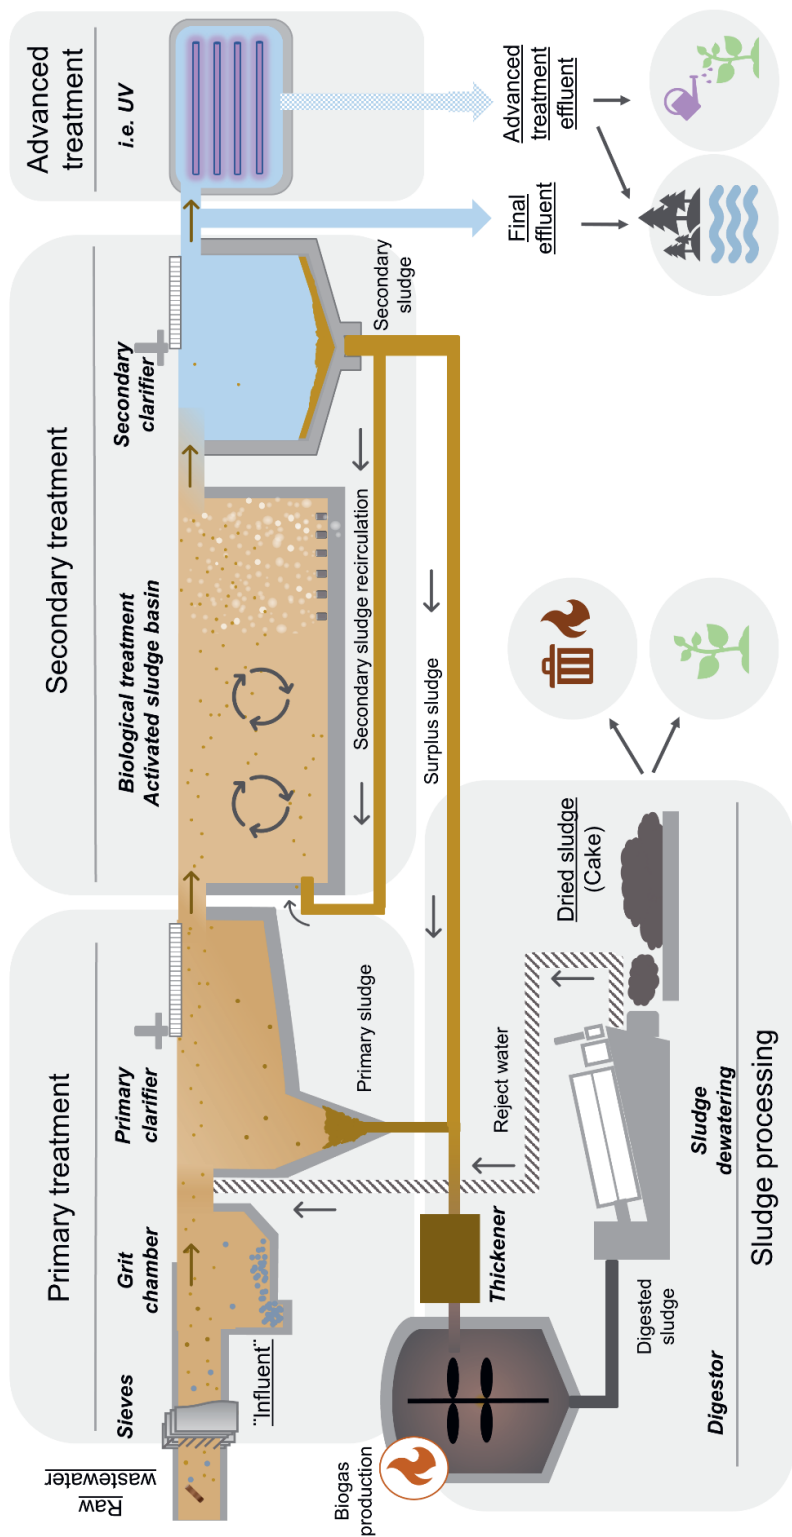 Primary treatment
Secondary treatment
Advanced
treatment
Raw
wastewater
Sieves
Grit
chamber
Primary
clarifier
Biological treatment
Activated sludge basin
Secondary
clarifier
i.e. UV
"Influent"
Primary sludge
Secondary sludge recirculation
Secondary
sludge
Surplus sludge
Final
effluent
Advanced
treatment
effluent
Biogas
production
Thickener
Reject water
Dried sludge
(Cake)
Digested
sludge
Digestor
Sludge
dewatering
Sludge processing